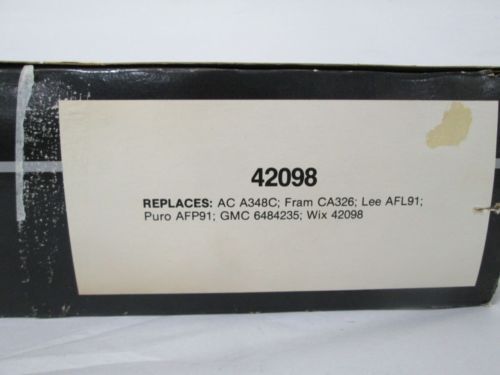 42098
REPLACES: AC A348C; Fram CA326; Lee AFL91;
Puro AFP91; GMC 6484235; Wix 42098